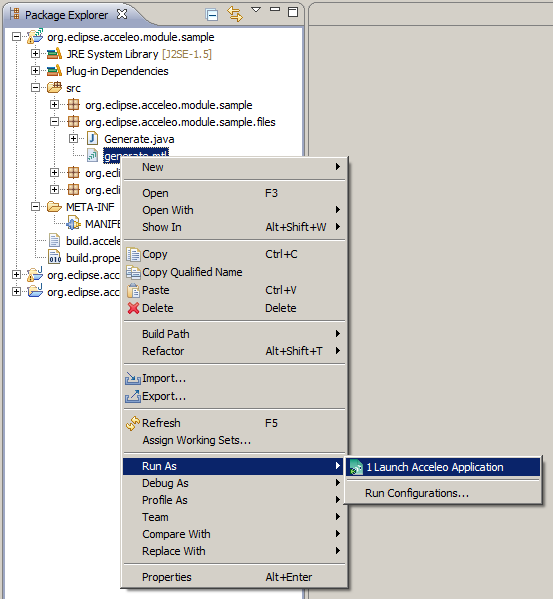 Package Explorer
org.eclipse.acceleo.module.sample
JRE System Library [J2SE-1.5]
Plug-in Dependencies
src
org.eclipse.acceleo.module.sample
org.eclipse.acceleo.module.sample.files
Generate.java
generate.mtl
org.ecli
org.ecli
META-INF
MANIFE
build.accele
build.prope
org.eclipse.acc
org.eclipse.acc
New
Open F3
Open With
Show In Alt+Shift+W
Copy Ctrl+C
Copy Qualified Name
Paste Ctrl+V
Delete Delete
Build Path
Refactor Alt+Shift+T
Import...
Export...
Refresh F5
Assign Working Sets...
Run As
Debug As
Profile As
Team
Compare With
Replace With
Properties Alt+Enter
1 Launch Acceleo Application
Run Configurations...